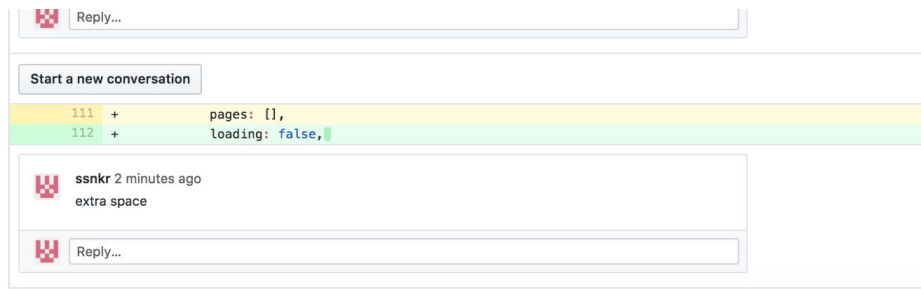 Reply...
Start a new conversation
111 + pages: [],
112 + loading: false,
ssnkr 2 minutes ago
extra space
Reply...